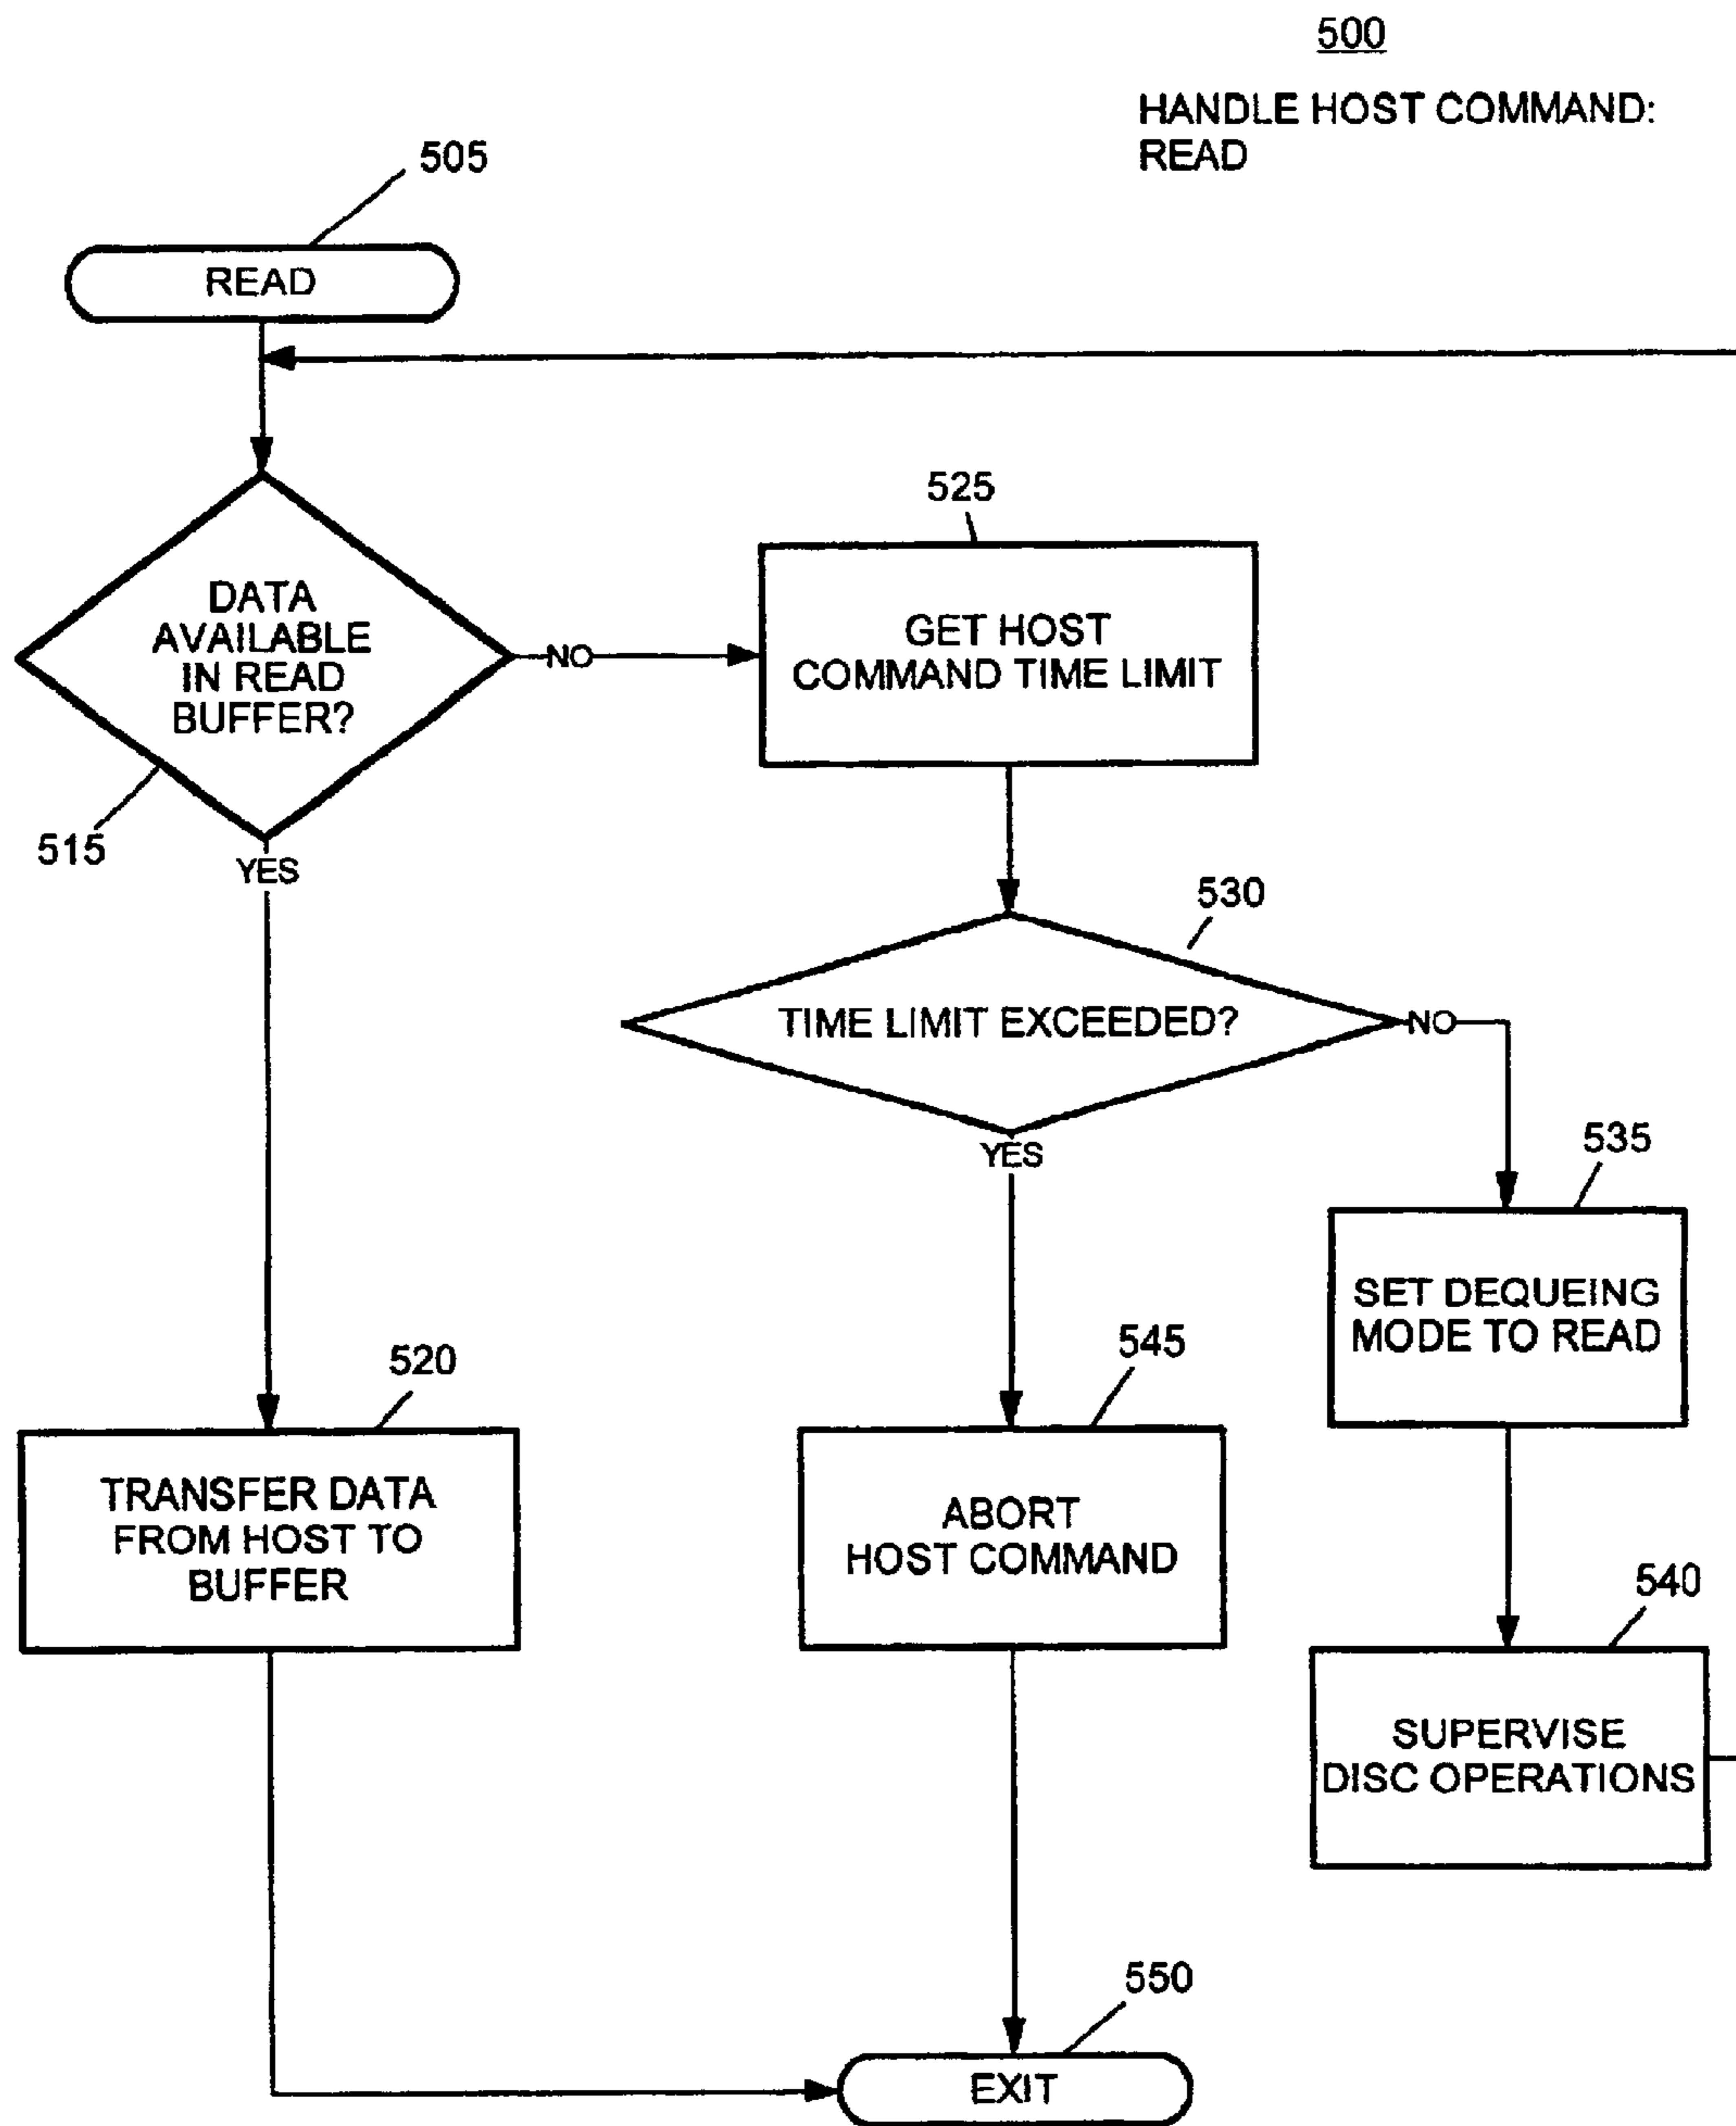 500
HANDLE HOST COMMAND:
READ
505
READ
525
DATA
AVAILABLE
IN READ
BUFFER?
NO
GET HOST
COMMAND TIME LIMIT
515
YES
530
TIME LIMIT EXCEEDED?
NO
YES
535
SET DEQUEING
MODE TO READ
520
TRANSFER DATA
FROM HOST TO
BUFFER
545
ABORT
HOST COMMAND
540
SUPERVISE
DISC OPERATIONS
550
EXIT